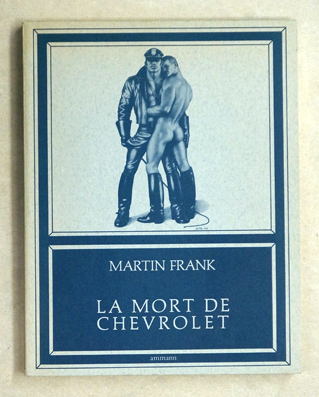 MARTIN FRANK
LA MORT DE
CHEVROLET
ammann